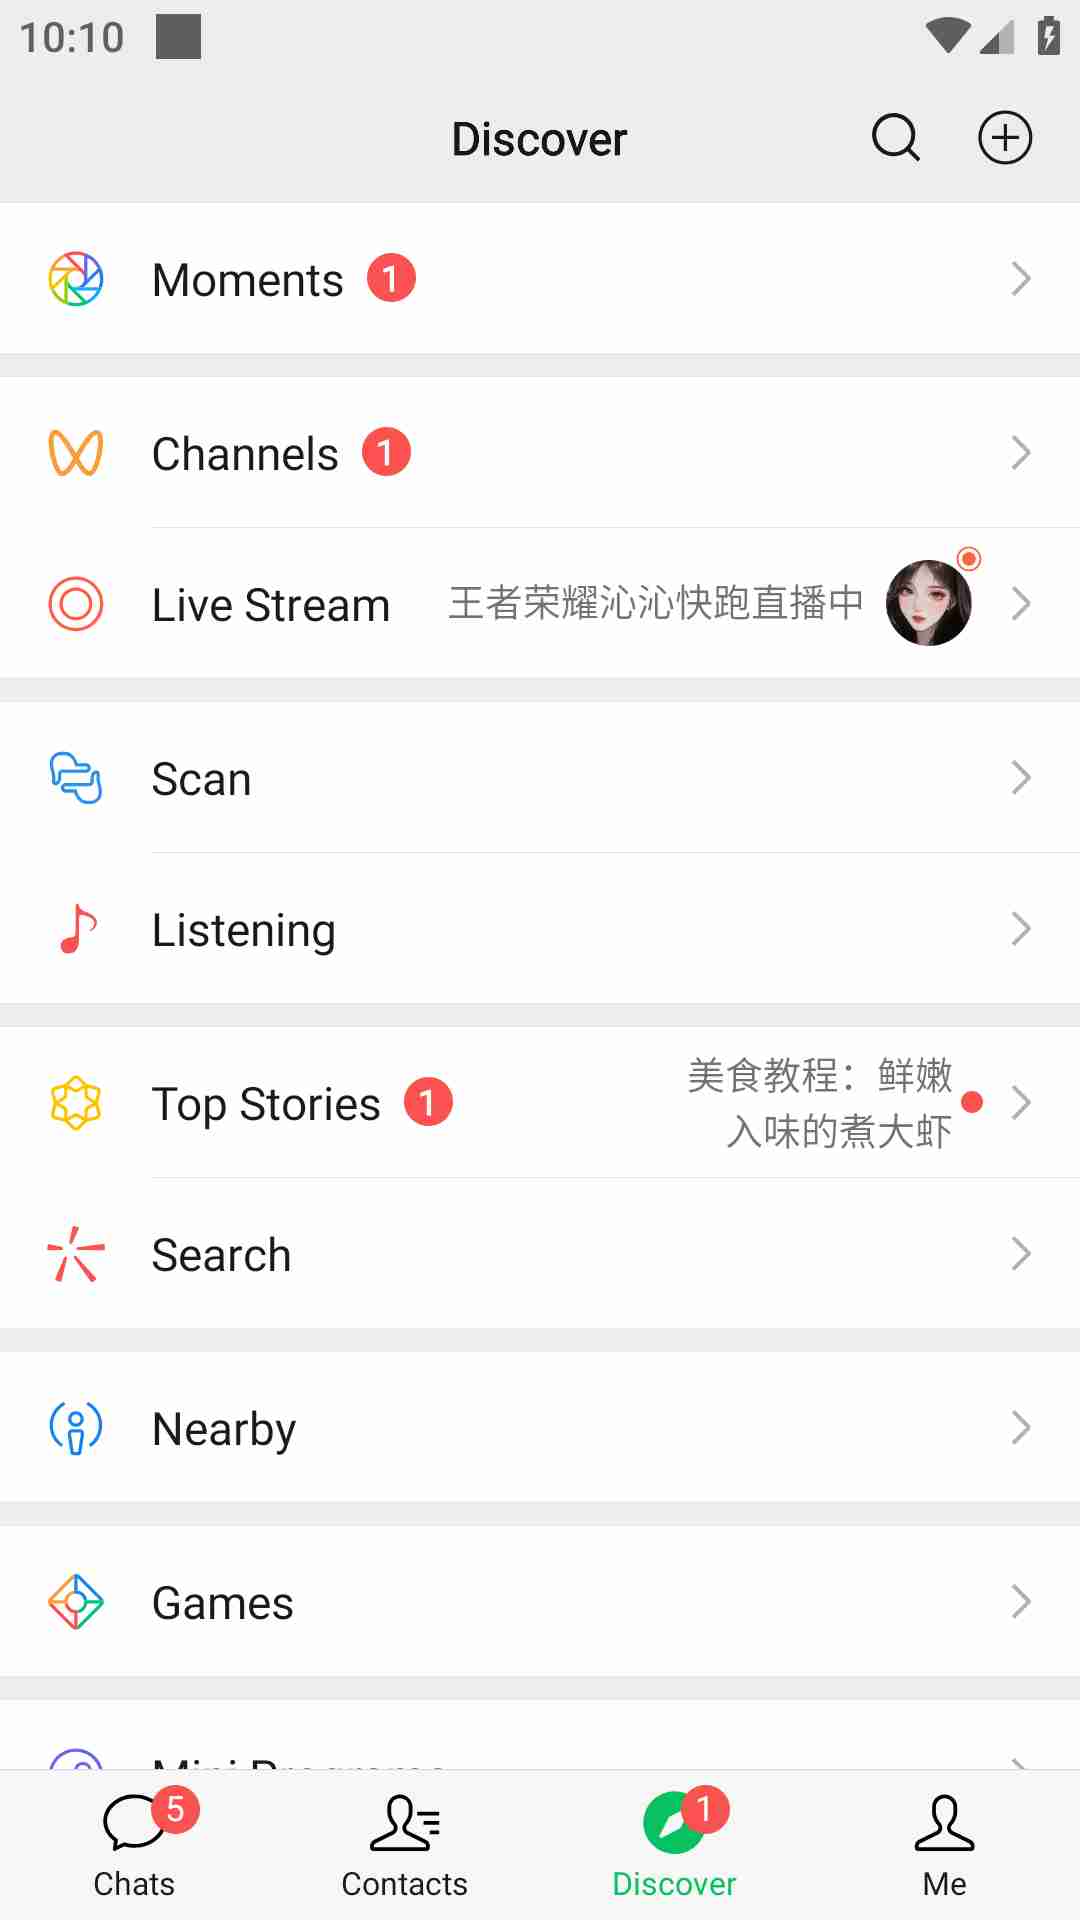 10:10
Discover
Moments 1
Channels 1
Live Stream 王者荣耀沁沁快跑直播中
Scan
Listening
Top Stories 1 美食教程：鲜嫩
入味的煮大虾
Search
Nearby
Games
Mini Programs
5 1
Chats Contacts Discover Me